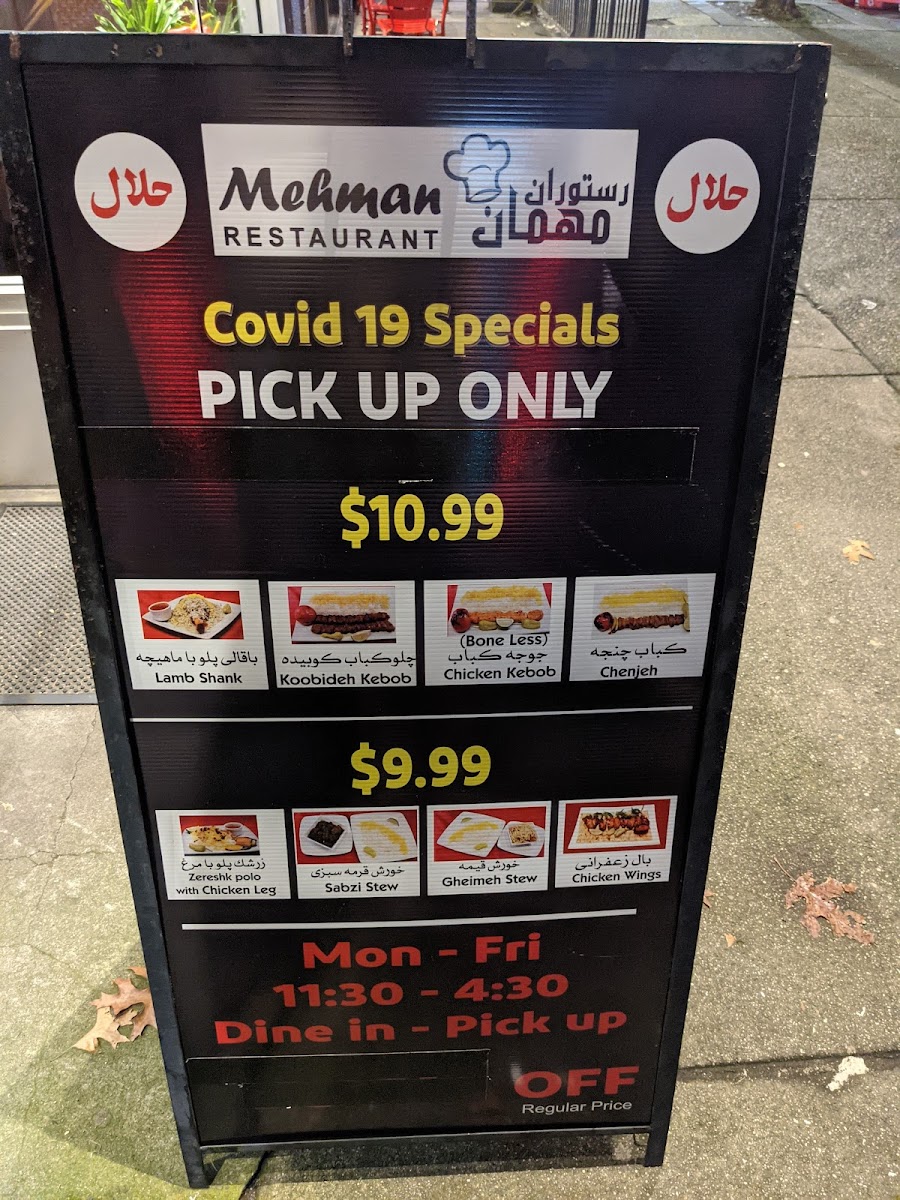 حلال
Mehman
RESTAURANT
رستوران
مهمان
حلال
Covid 19 Specials
PICK UP ONLY
$10.99
باقالی پلو با ماهیچه
Lamb Shank
چلوکباب کوبیده
Koobideh Kebob
(Bone Less)
جوجه کباب
Chicken Kebob
کباب چنجه
Chenjeh
$9.99
زرشك پلو با مرغ
Zereshk polo
with Chicken Leg
خورش قرمه سبزی
Sabzi Stew
خورش قیمه
Gheimeh Stew
بال زعفرانی
Chicken Wings
Mon - Fri
11:30 - 4:30
Dine in - Pick up
OFF
Regular Price